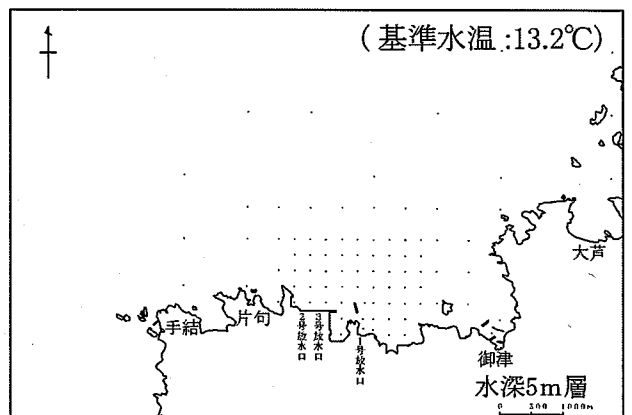 (基準水温:13.2℃)
大芦
手結
片句
2号放水口
3号放水口
1号放水口
御津
水深5m層
0 500 1000m